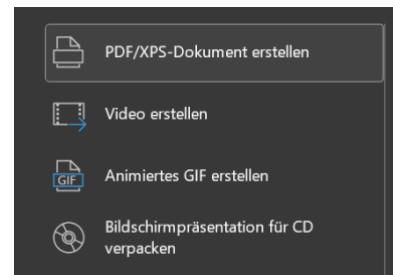 PDF/XPS-Dokument erstellen
Video erstellen
GIF
Animiertes GIF erstellen
Bildschirmpräsentation für CD
verpacken